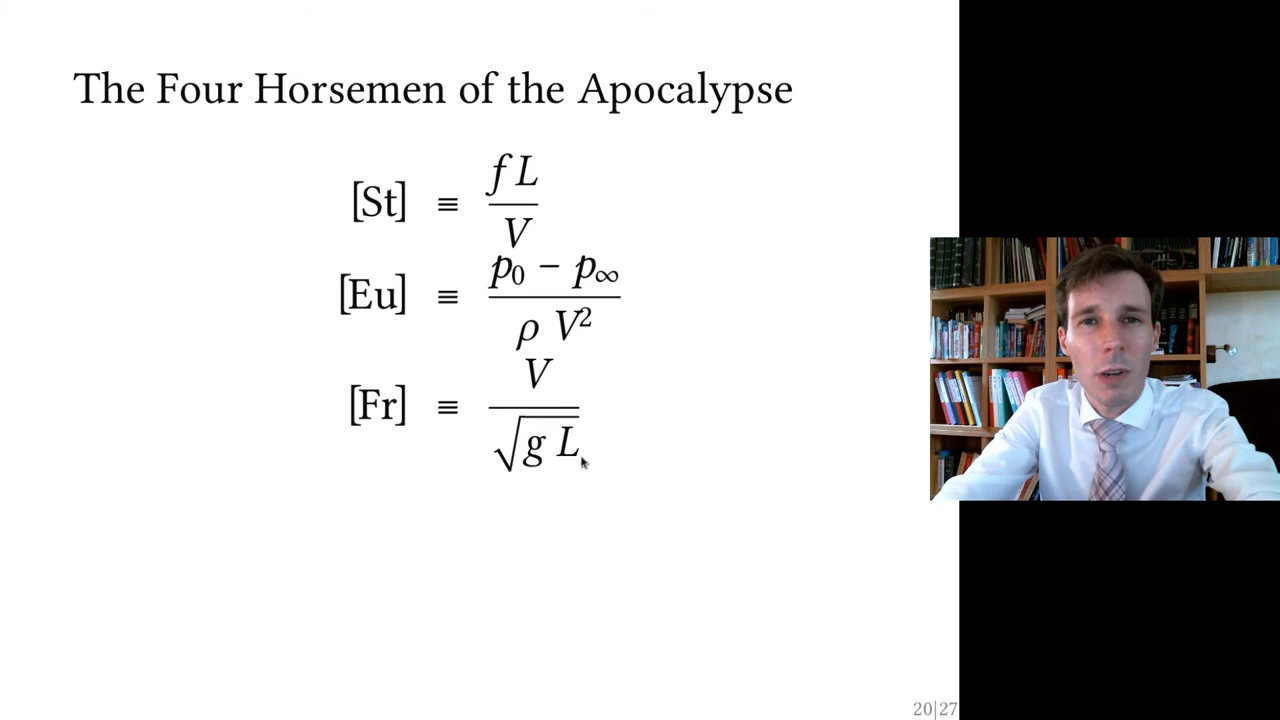 The Four Horsemen of the Apocalypse
[St] ≡ f L / V
[Eu] ≡ p₀ − p∞ / ρ V²
[Fr] ≡ V / √g L
20|27